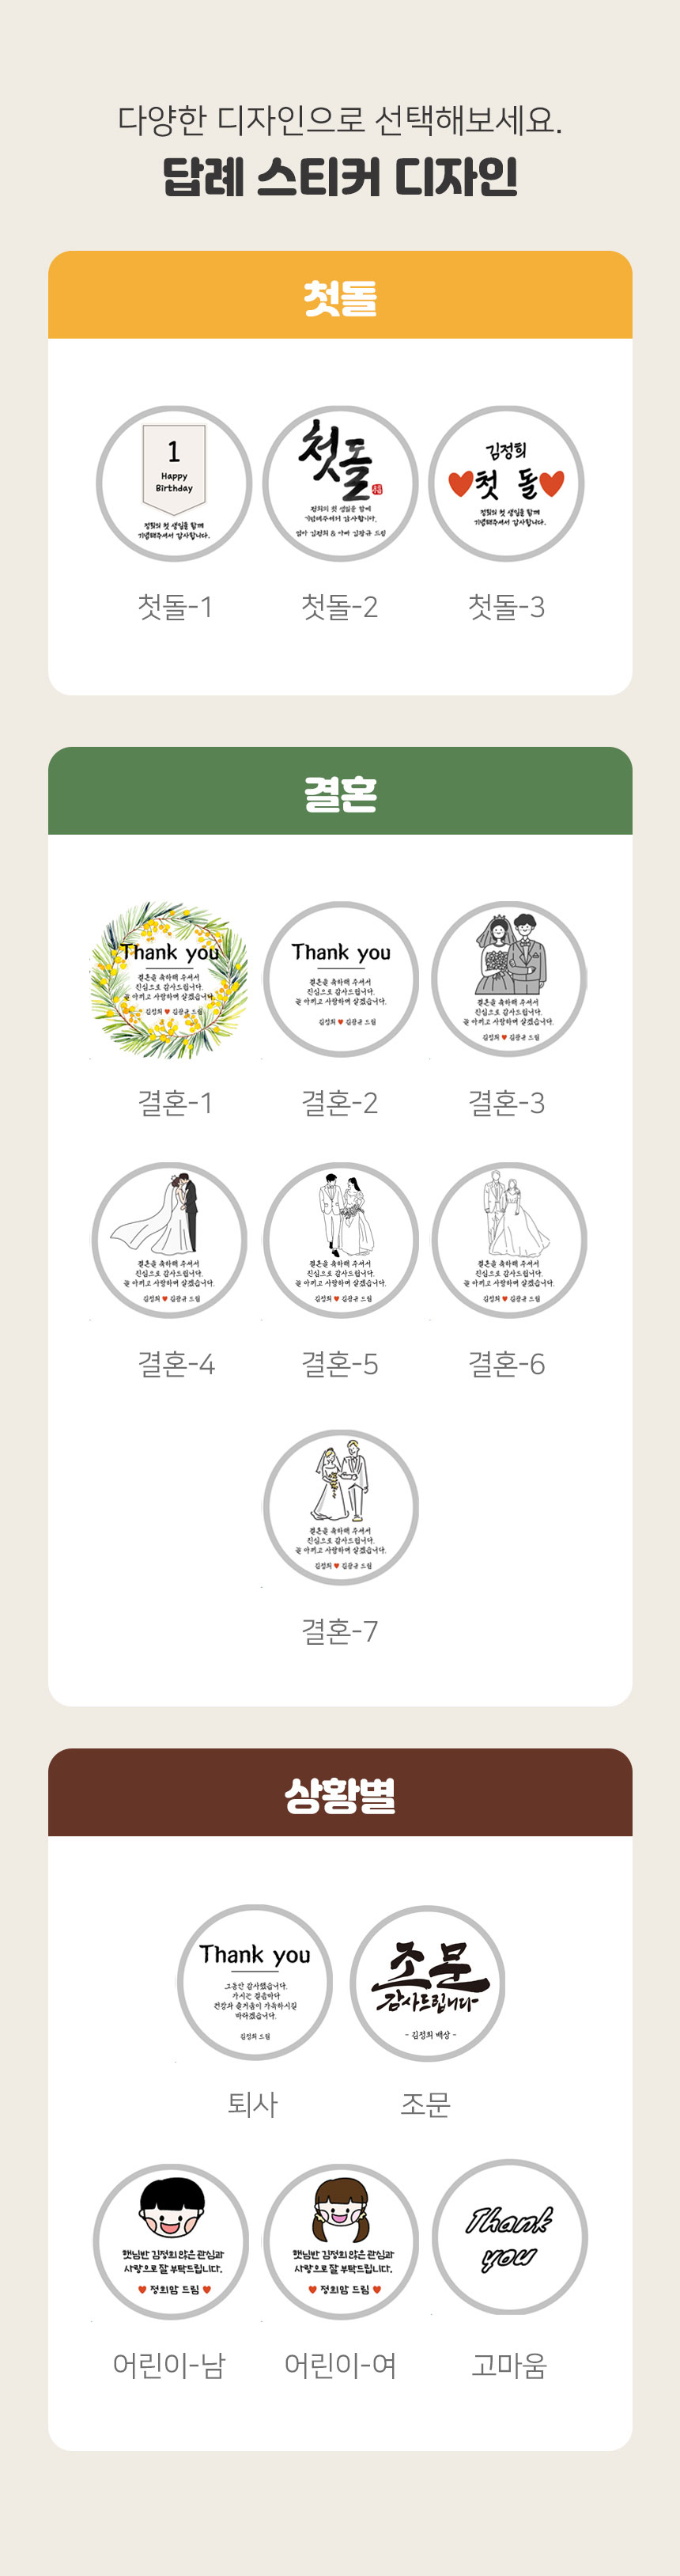 다양한 디자인으로 선택해보세요.
답례 스티커 디자인
첫돌
1
Happy
Birthday
정희의 첫 생일을 함께
기념해주셔서 감사합니다.
첫돌
정희의 첫 생일을 함께
기념해주셔서 감사합니다.
엄마 김정희 & 아빠 김광규 드림
김정희
첫 돌
정희의 첫 생일을 함께
기념해주셔서 감사합니다.
첫돌-1
첫돌-2
첫돌-3
결혼
Thank you
결혼을 축하해 주셔서
진심으로 감사드립니다.
꼭 아끼고 사랑하며 살겠습니다.
김정희 ♥ 김광규 드림
Thank you
결혼을 축하해 주셔서
진심으로 감사드립니다.
꼭 아끼고 사랑하며 살겠습니다.
김정희 ♥ 김광규 드림
결혼을 축하해 주셔서
진심으로 감사드립니다.
꼭 아끼고 사랑하며 살겠습니다.
김정희 ♥ 김광규 드림
결혼-1
결혼-2
결혼-3
결혼을 축하해 주셔서
진심으로 감사드립니다.
꼭 아끼고 사랑하며 살겠습니다.
김정희 ♥ 김광규 드림
결혼을 축하해 주셔서
진심으로 감사드립니다.
꼭 아끼고 사랑하며 살겠습니다.
김정희 ♥ 김광규 드림
결혼을 축하해 주셔서
진심으로 감사드립니다.
꼭 아끼고 사랑하며 살겠습니다.
김정희 ♥ 김광규 드림
결혼-4
결혼-5
결혼-6
결혼을 축하해 주셔서
진심으로 감사드립니다.
꼭 아끼고 사랑하며 살겠습니다.
김정희 ♥ 김광규 드림
결혼-7
상황별
Thank you
그동안 감사했습니다.
가시는 걸음마다
건강과 즐거움이 가득하시길
바라겠습니다.
김정희 드림
조문
감사드립니다
- 김정희 배상 -
퇴사
조문
햇님반 김정희 많은 관심과
사랑으로 잘 부탁드립니다.
♥ 정희맘 드림 ♥
햇님반 김정희 많은 관심과
사랑으로 잘 부탁드립니다.
♥ 정희맘 드림 ♥
Thank
you
어린이-남
어린이-여
고마움